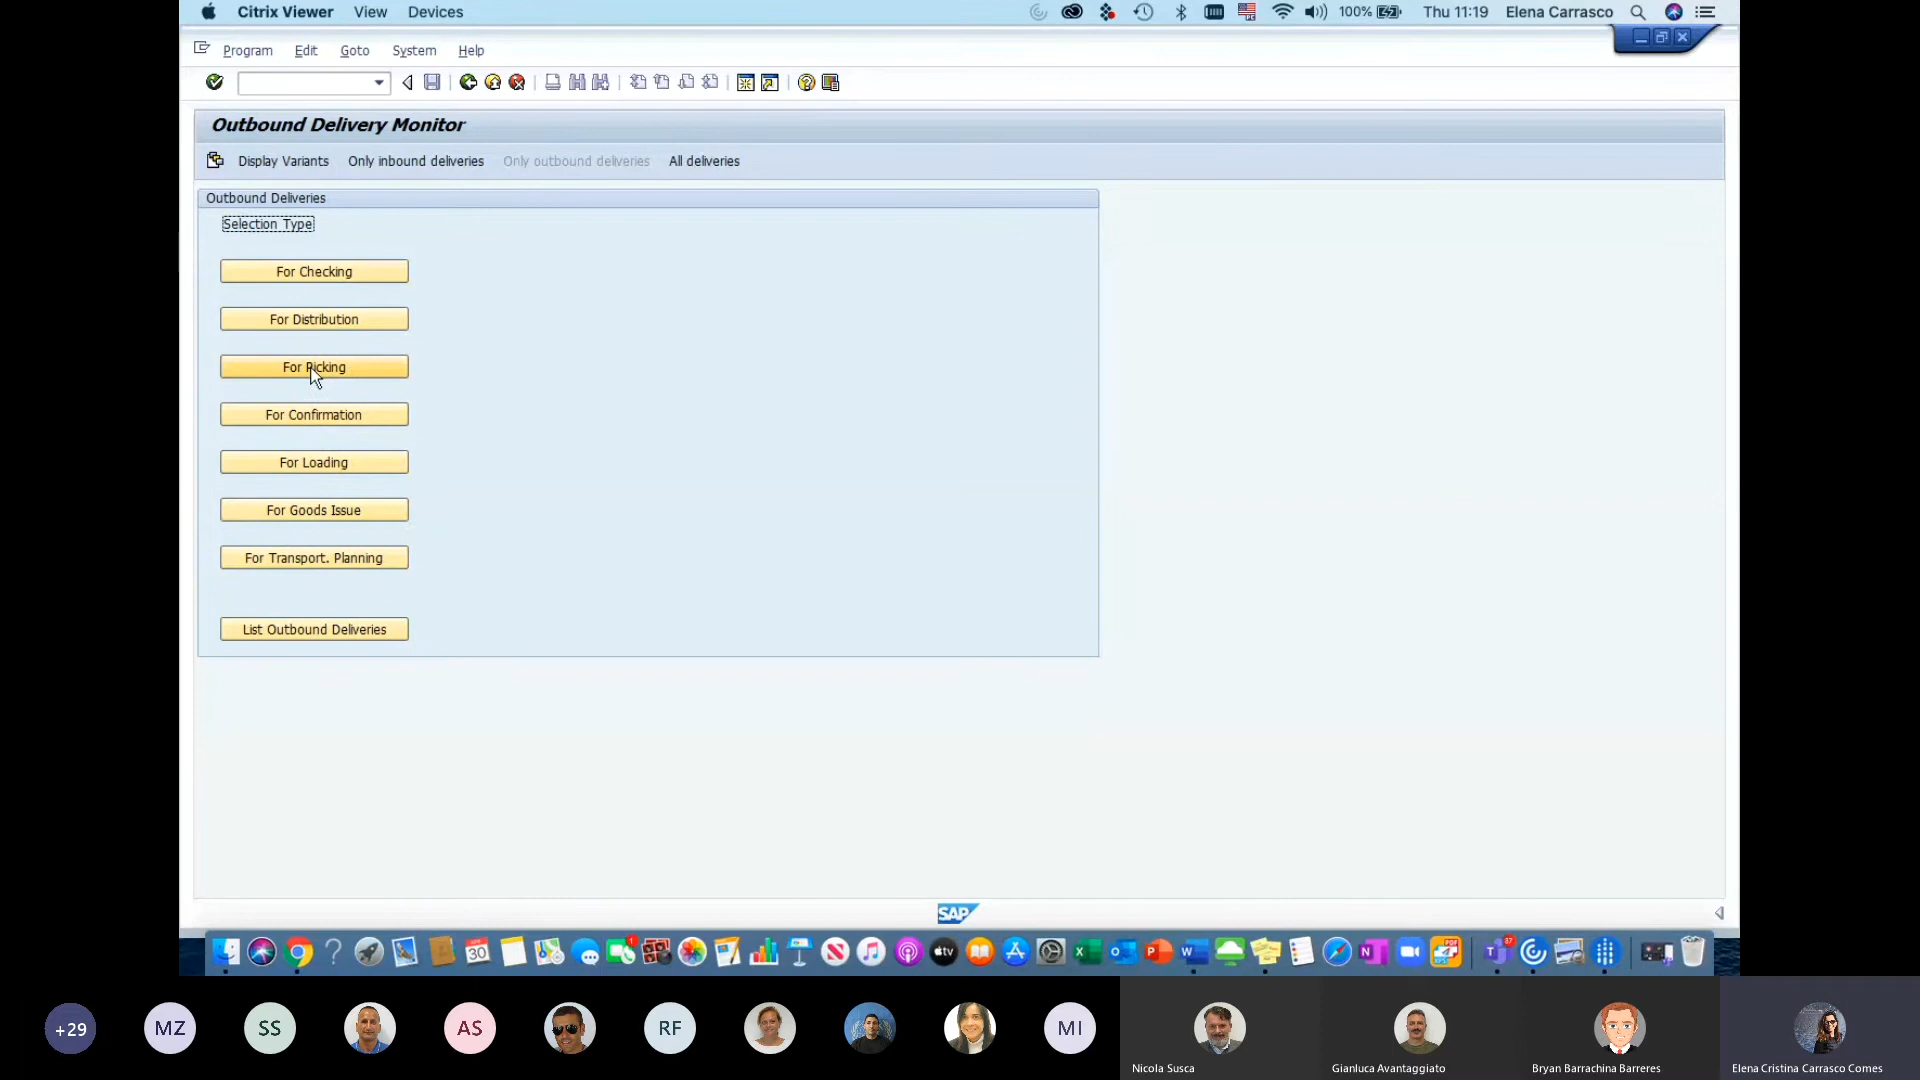 Citrix Viewer View Devices 100% Thu 11:19 Elena Carrasco
Program Edit Goto System Help
Outbound Delivery Monitor
Display Variants Only inbound deliveries Only outbound deliveries All deliveries
Outbound Deliveries
Selection Type
For Checking
For Distribution
For Picking
For Confirmation
For Loading
For Goods Issue
For Transport. Planning
List Outbound Deliveries
SAP
30 tv
+29 MZ SS AS RF MI
Nicola Susca Gianluca Avantaggiato Bryan Barrachina Barreres Elena Cristina Carrasco Comes